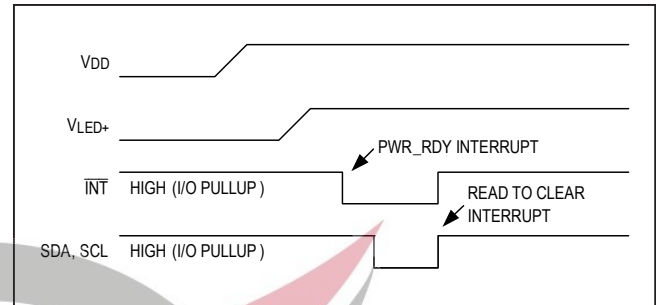 VDD
VLED+
PWR_RDY INTERRUPT
INT HIGH (I/O PULLUP)
READ TO CLEAR
INTERRUPT
SDA, SCL HIGH (I/O PULLUP)